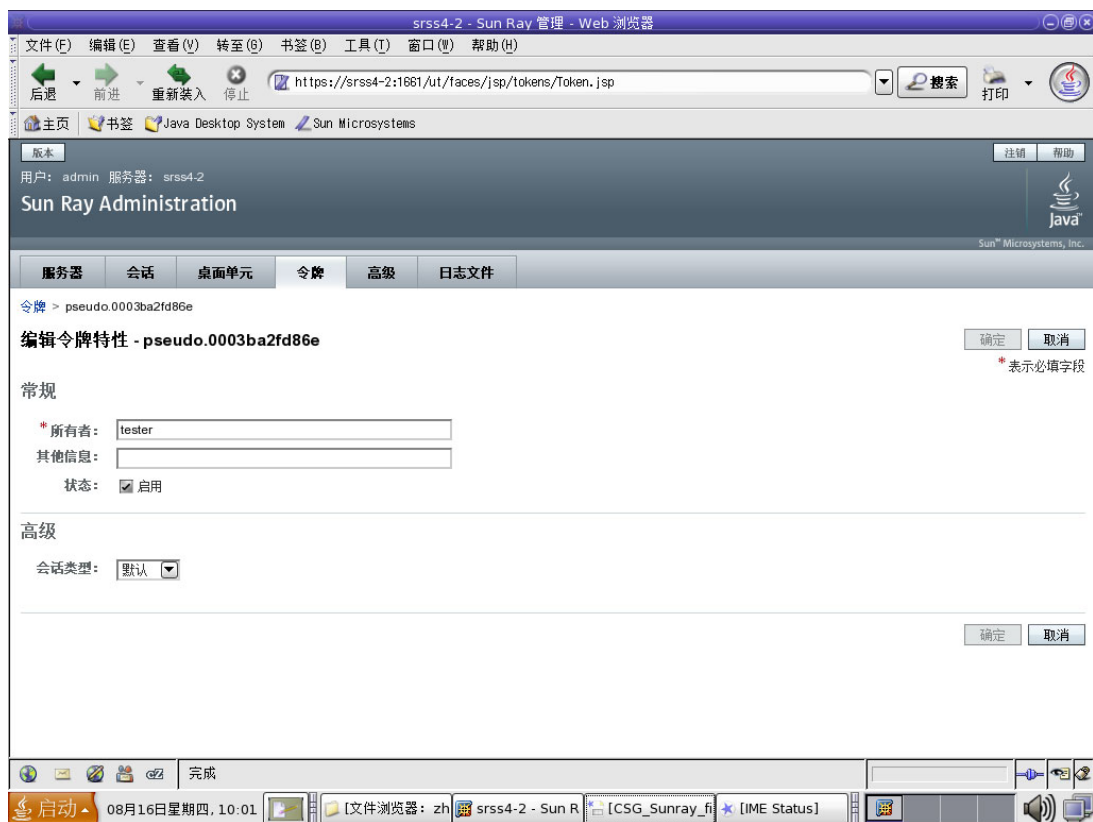 srss4-2 - Sun Ray 管理 - Web 浏览器
文件(F) 编辑(E) 查看(V) 转至(G) 书签(B) 工具(T) 窗口(W) 帮助(H)
后退 前进 重新装入 停止 https://srss4-2:1661/ut/faces/jsp/tokens/Token.jsp 搜索 打印
主页 书签 Java Desktop System Sun Microsystems
版本 注销 帮助
用户: admin 服务器: srss4-2
Sun Ray Administration
Java™
Sun™ Microsystems, Inc.
服务器 会话 桌面单元 令牌 高级 日志文件
令牌 > pseudo.0003ba2fd86e
编辑令牌特性 - pseudo.0003ba2fd86e 确定 取消
* 表示必填字段
常规
* 所有者: tester
其他信息:
状态: 启用
高级
会话类型: 默认
确定 取消
完成
启动 08月16日星期四, 10:01 [文件浏览器: zh srss4-2 - Sun R [CSG_Sunray_fi [IME Status]